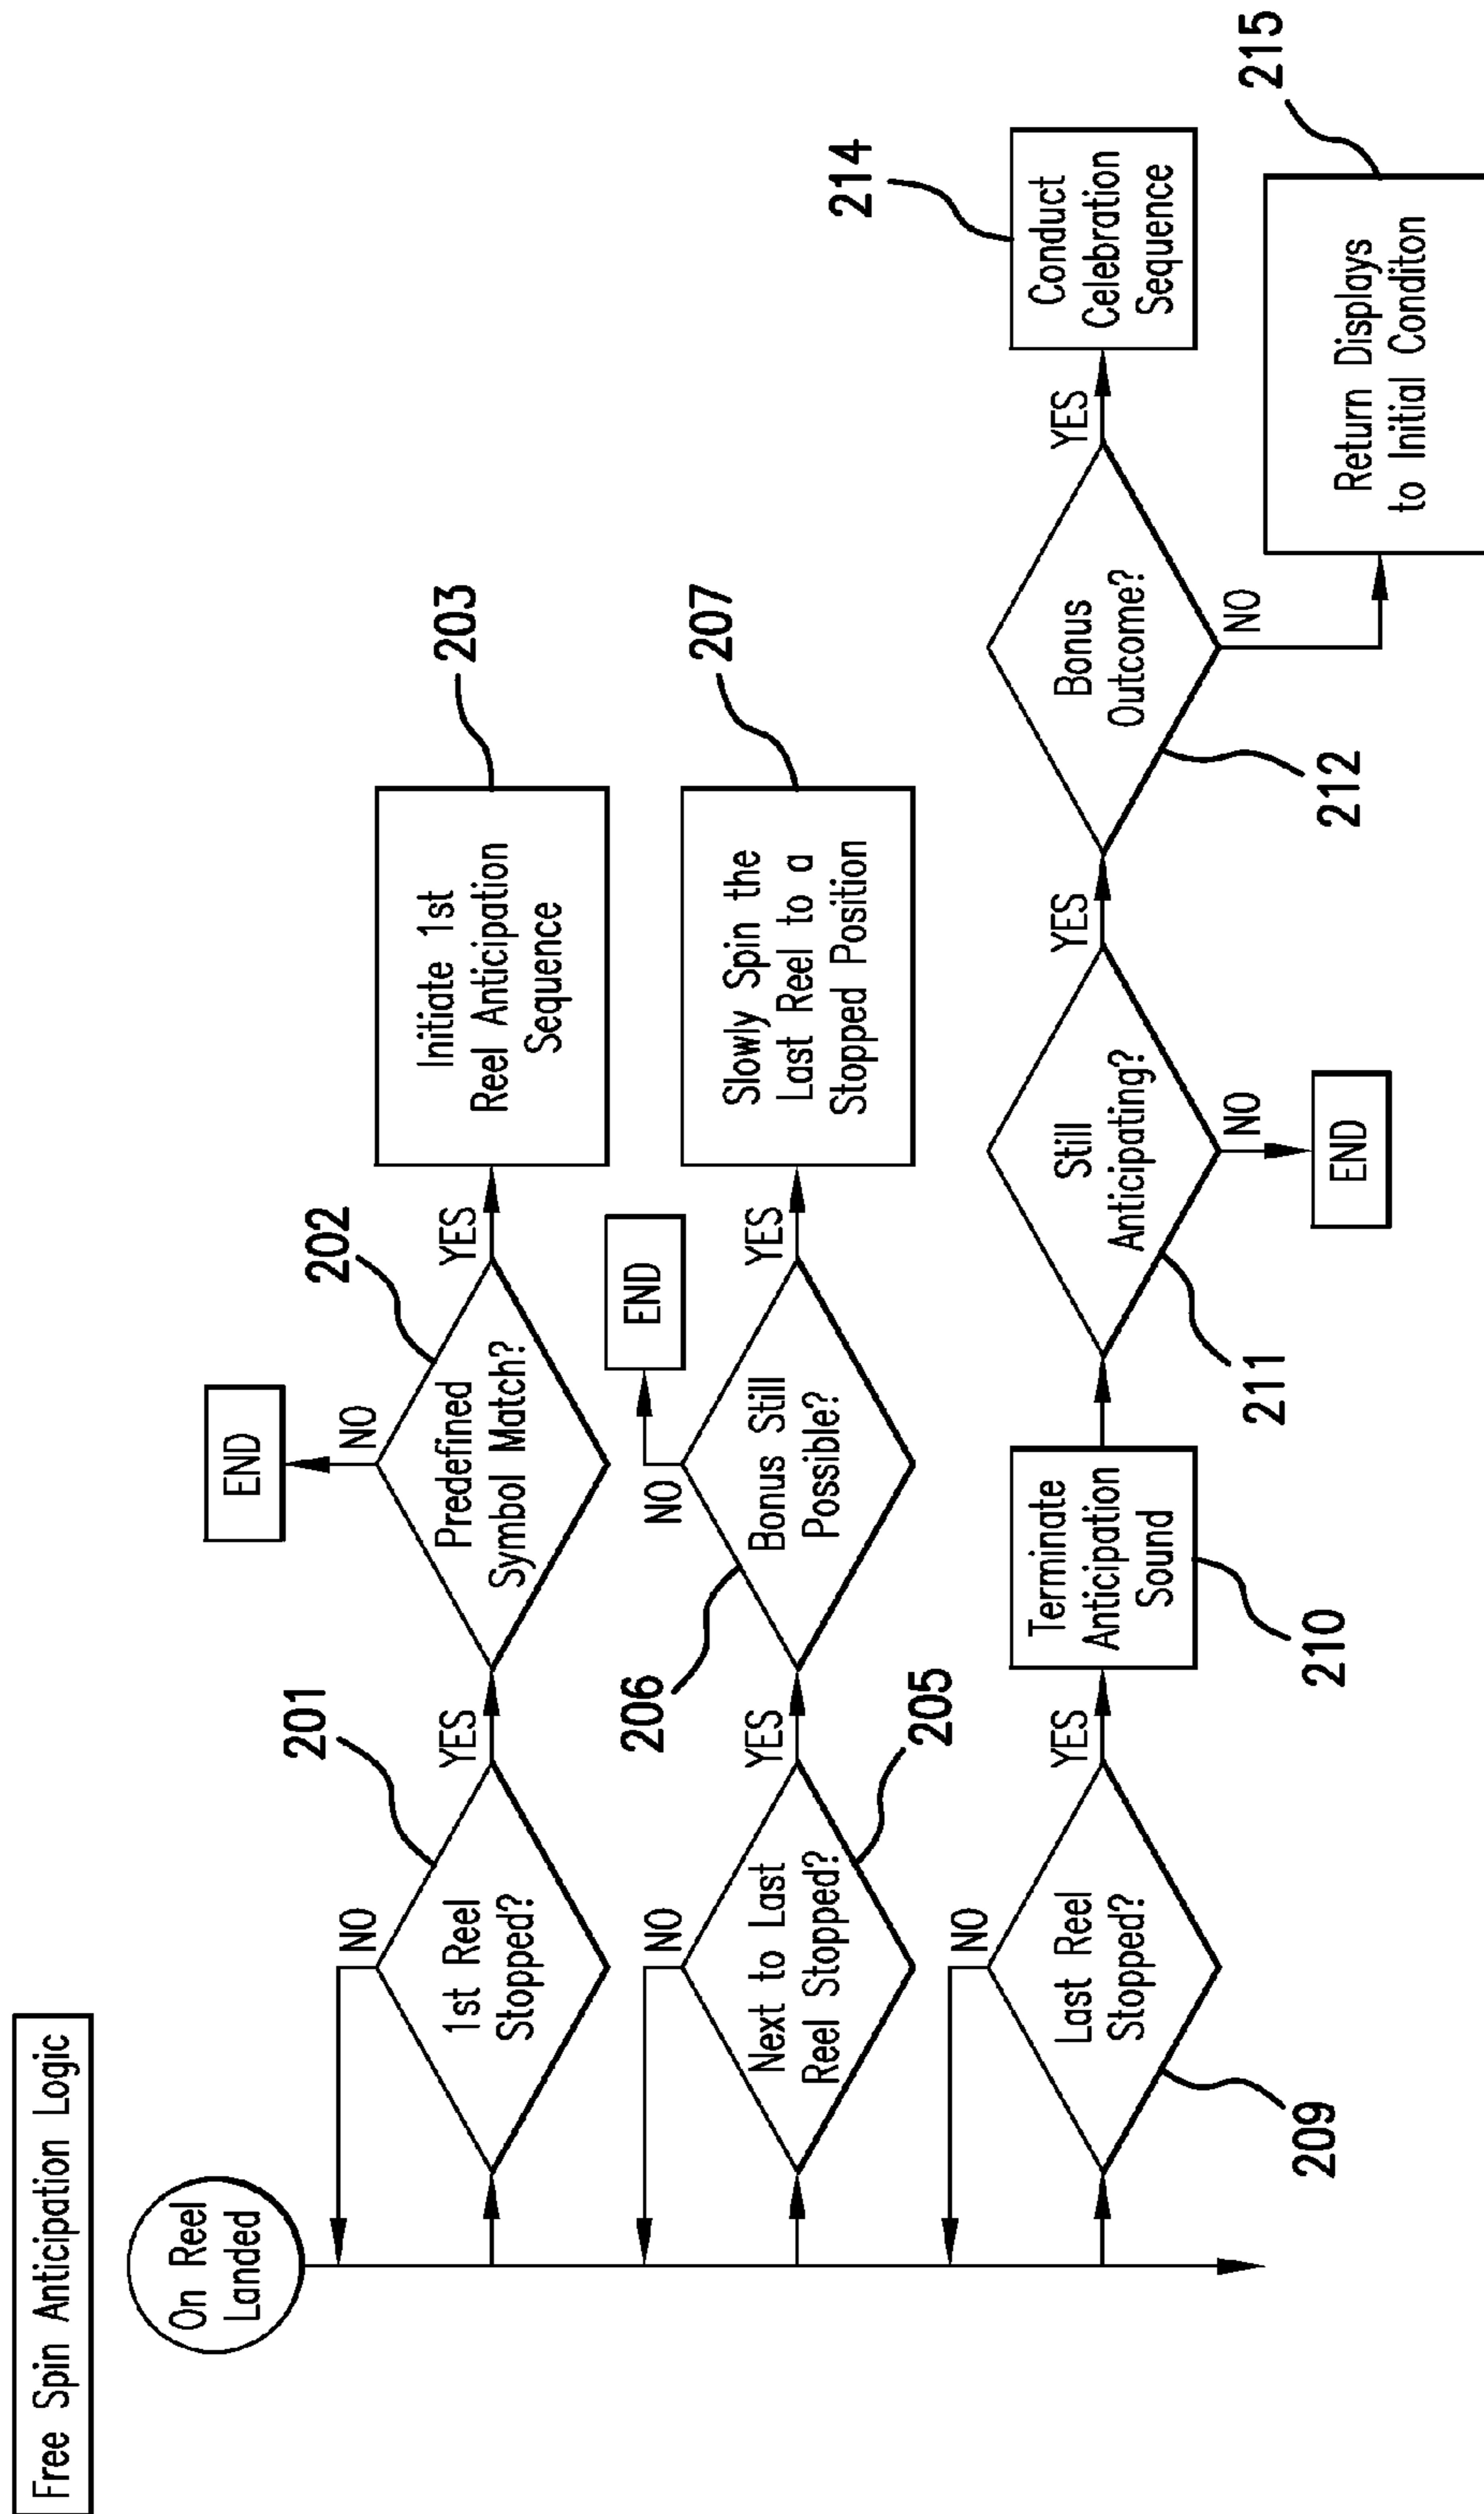 Free Spin Anticipation Logic
On Reel
Landed
NO
1st Reel
Stopped?
201
YES
Predefined
Symbol Match?
202
NO
END
YES
Initiate 1st
Reel Anticipation
Sequence
203
NO
Next to Last
Reel Stopped?
205
YES
206
Bonus Still
Possible?
NO
END
YES
Slowly Spin the
Last Reel to a
Stopped Position
207
NO
Last Reel
Stopped?
209
YES
Terminate
Anticipation
Sound
210
Still
Anticipating?
211
NO
END
YES
Bonus
Outcome?
212
YES
Conduct
Celebration
Sequence
214
NO
Return Displays
to Initial Conditon
215